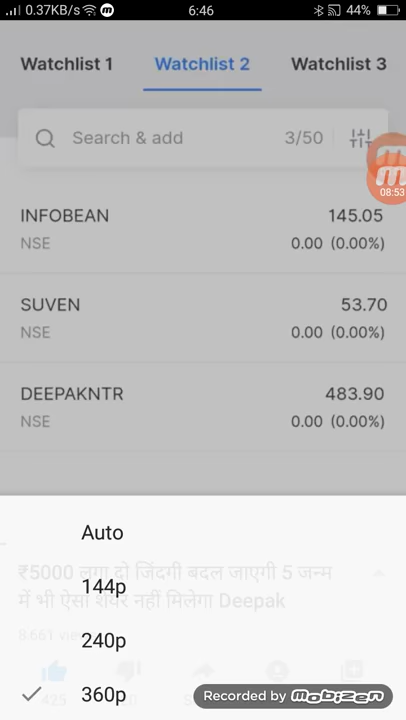 0.37KB/s 6:46 44%
Watchlist 1 Watchlist 2 Watchlist 3
Search & add 3/50
08:53
INFOBEAN 145.05
NSE 0.00 (0.00%)
SUVEN 53.70
NSE 0.00 (0.00%)
DEEPAKNTR 483.90
NSE 0.00 (0.00%)
Auto
₹5000 लगा दो जिंदगी बदल जाएगी 5 जन्म
144p
में भी ऐसा शेयर नहीं मिलेगा Deepak
8,661
240p
425
360p
Recorded by mobizen